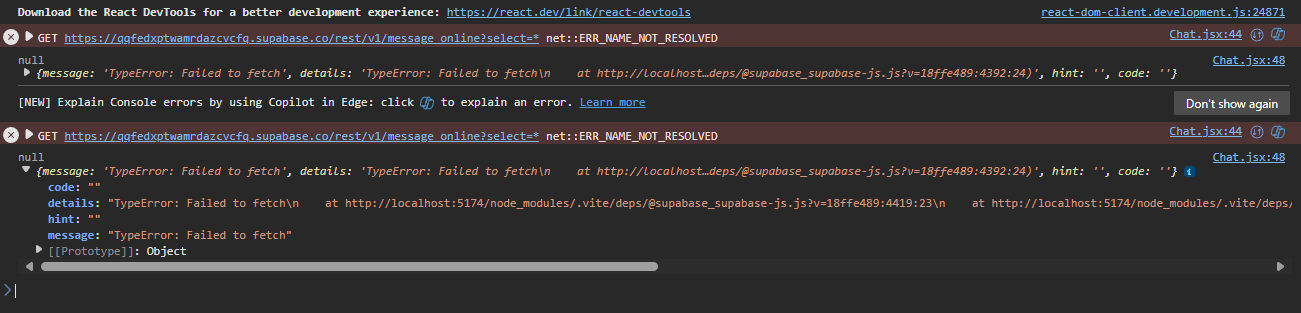 Download the React DevTools for a better development experience: https://react.dev/link/react-devtools react-dom-client.development.js:24871
GET https://qqfedxptwamrdazcvcfq.supabase.co/rest/v1/message_online?select=* net::ERR_NAME_NOT_RESOLVED Chat.jsx:44
null Chat.jsx:48
{message: 'TypeError: Failed to fetch', details: 'TypeError: Failed to fetch\n    at http://localhost…deps/@supabase_supabase-js.js?v=18ffe489:4392:24)', hint: '', code: ''}
[NEW] Explain Console errors by using Copilot in Edge: click to explain an error. Learn more Don't show again
GET https://qqfedxptwamrdazcvcfq.supabase.co/rest/v1/message_online?select=* net::ERR_NAME_NOT_RESOLVED Chat.jsx:44
null Chat.jsx:48
{message: 'TypeError: Failed to fetch', details: 'TypeError: Failed to fetch\n    at http://localhost…deps/@supabase_supabase-js.js?v=18ffe489:4392:24)', hint: '', code: ''} i
code: ""
details: "TypeError: Failed to fetch\n    at http://localhost:5174/node_modules/.vite/deps/@supabase_supabase-js.js?v=18ffe489:4419:23\n    at http://localhost:5174/node_modules/.vite/deps/
hint: ""
message: "TypeError: Failed to fetch"
[[Prototype]]: Object